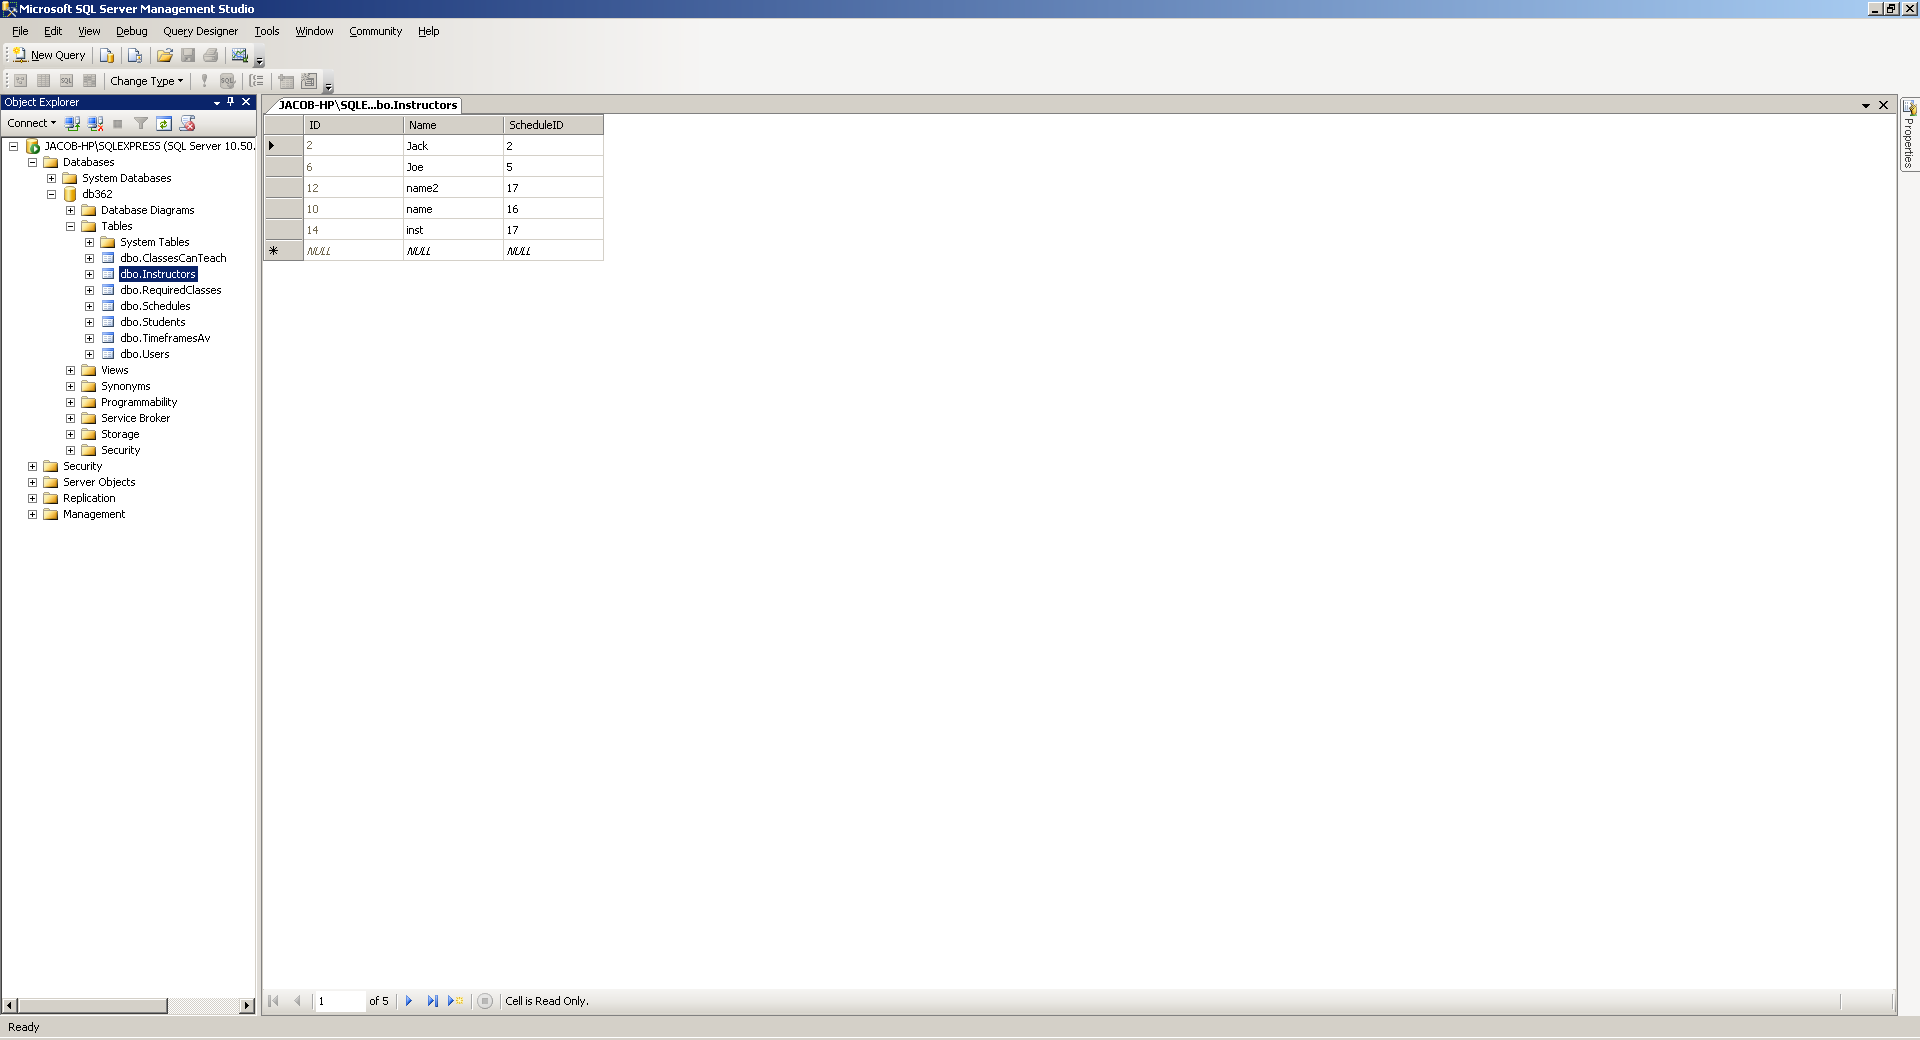 Microsoft SQL Server Management Studio
File Edit View Debug Query Designer Tools Window Community Help
New Query
Change Type
Object Explorer
Connect
JACOB-HP\SQLEXPRESS (SQL Server 10.50.
Databases
System Databases
db362
Database Diagrams
Tables
System Tables
dbo.ClassesCanTeach
dbo.Instructors
dbo.RequiredClasses
dbo.Schedules
dbo.Students
dbo.TimeframesAv
dbo.Users
Views
Synonyms
Programmability
Service Broker
Storage
Security
Security
Server Objects
Replication
Management
JACOB-HP\SQLE...bo.Instructors
ID Name ScheduleID
2 Jack 2
6 Joe 5
12 name2 17
10 name 16
14 inst 17
NULL NULL NULL
1 of 5 Cell is Read Only.
Properties
Ready